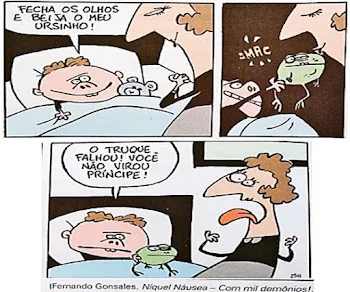 FECHA OS OLHOS
E BEIJA O MEU
URSINHO!
SMAC
O TRUQUE
FALHOU! VOCÊ
NÃO VIROU
PRÍNCIPE!
(Fernando Gonsales. Níquel Náusea – Com mil demônios!.